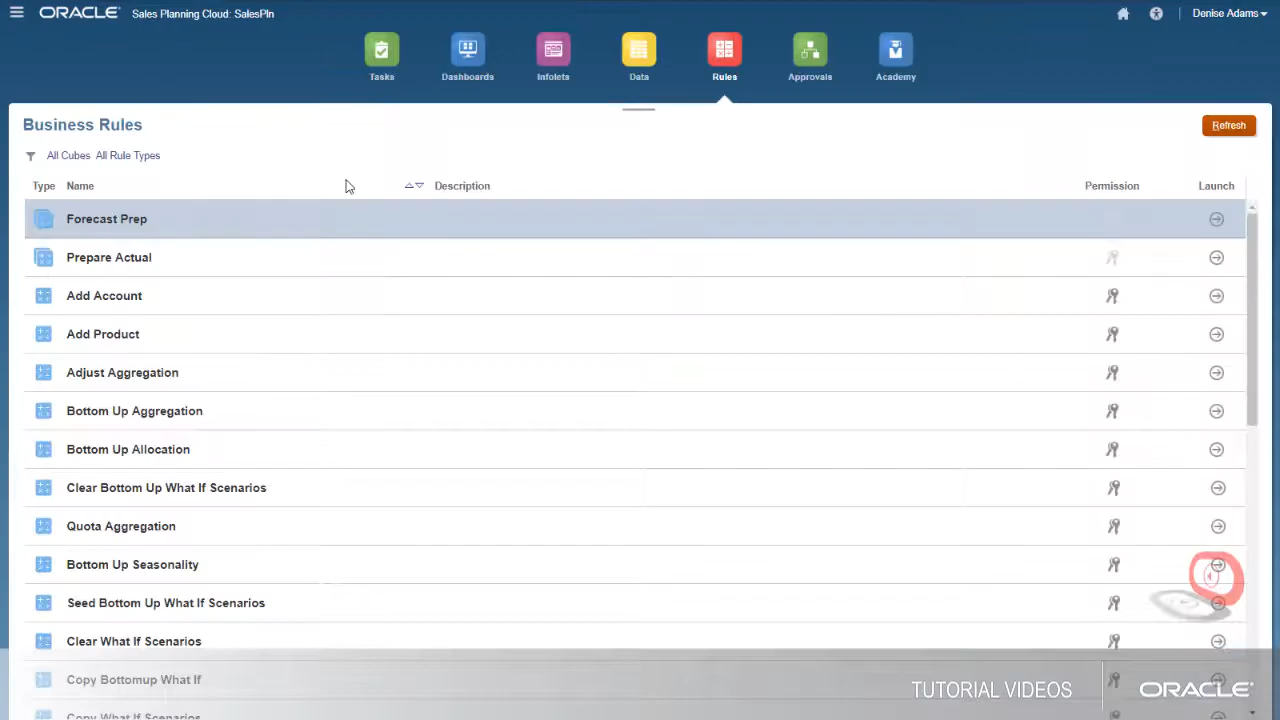 ORACLE Sales Planning Cloud: SalesPln Denise Adams
Tasks Dashboards Infolets Data Rules Approvals Academy
Business Rules Refresh
All Cubes All Rule Types
Type Name Description Permission Launch
Forecast Prep
Prepare Actual
Add Account
Add Product
Adjust Aggregation
Bottom Up Aggregation
Bottom Up Allocation
Clear Bottom Up What If Scenarios
Quota Aggregation
Bottom Up Seasonality
Seed Bottom Up What If Scenarios
Clear What If Scenarios
Copy Bottomup What If
Copy What If Scenarios
TUTORIAL VIDEOS ORACLE